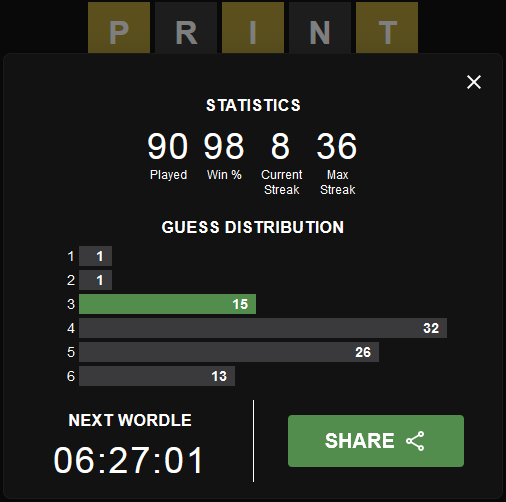 P R I N T
STATISTICS
90 98 8 36
Played Win % Current Streak Max Streak
GUESS DISTRIBUTION
1 1
2 1
3 15
4 32
5 26
6 13
NEXT WORDLE
06:27:01
SHARE